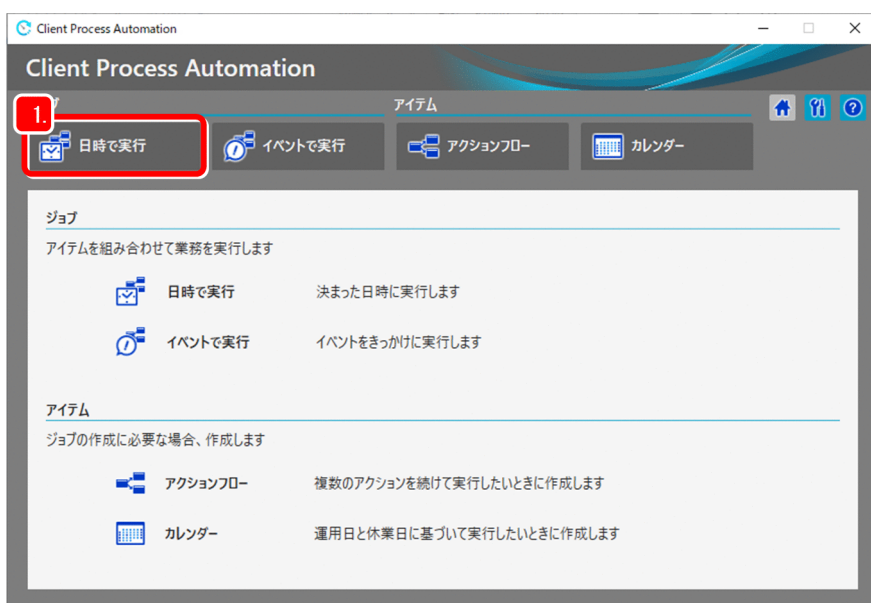 Client Process Automation
Client Process Automation
アイテム
1.
日時で実行
イベントで実行
アクションフロー
カレンダー
ジョブ
アイテムを組み合わせて業務を実行します
日時で実行 決まった日時に実行します
イベントで実行 イベントをきっかけに実行します
アイテム
ジョブの作成に必要な場合、作成します
アクションフロー 複数のアクションを続けて実行したいときに作成します
カレンダー 運用日と休業日に基づいて実行したいときに作成します